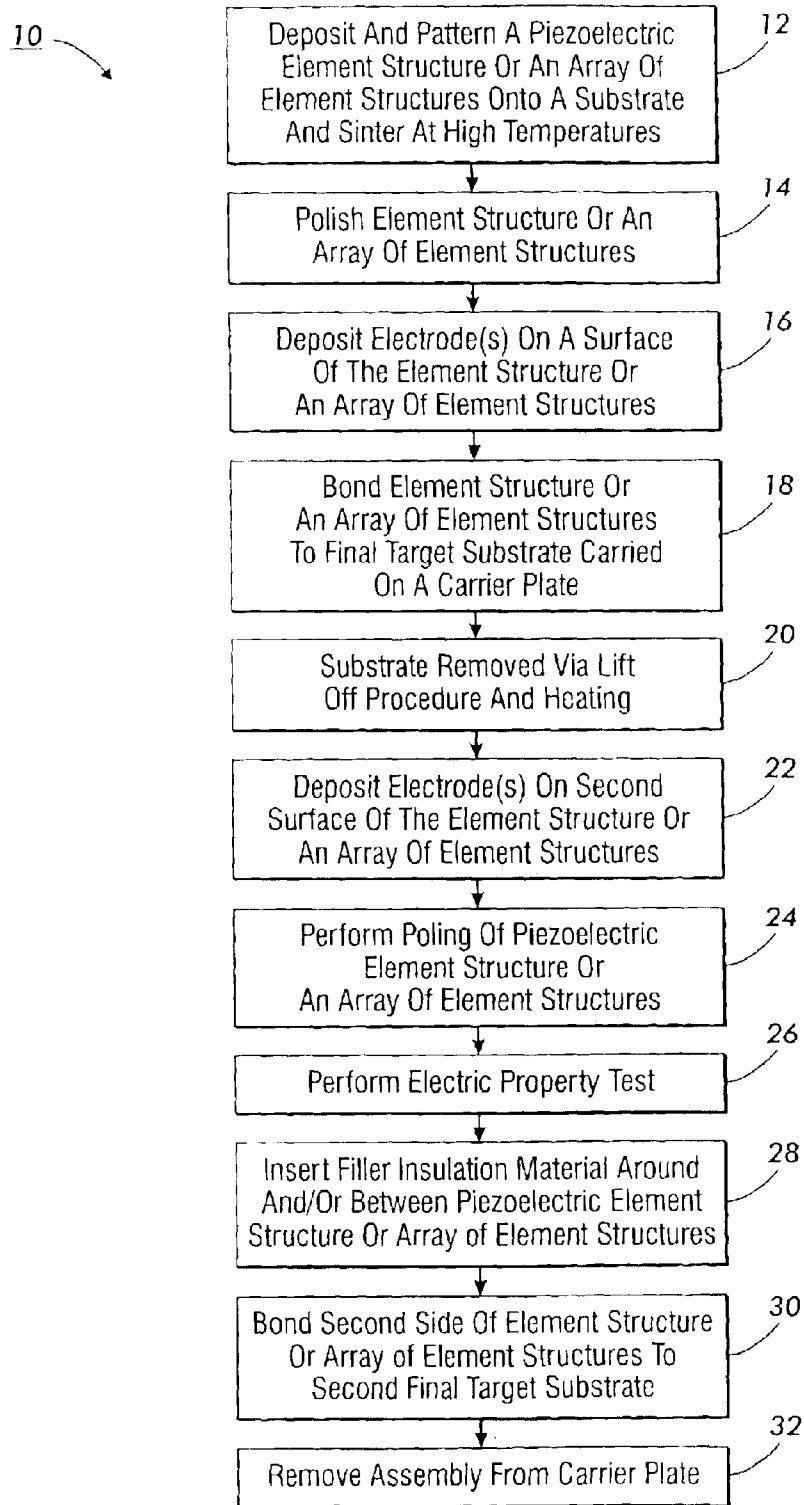 10
Deposit And Pattern A Piezoelectric
Element Structure Or An Array Of
Element Structures Onto A Substrate
And Sinter At High Temperatures
12
Polish Element Structure Or An
Array Of Element Structures
14
Deposit Electrode(s) On A Surface
Of The Element Structure Or
An Array Of Element Structures
16
Bond Element Structure Or
An Array Of Element Structures
To Final Target Substrate Carried
On A Carrier Plate
18
Substrate Removed Via Lift
Off Procedure And Heating
20
Deposit Electrode(s) On Second
Surface Of The Element Structure Or
An Array Of Element Structures
22
Perform Poling Of Piezoelectric
Element Structure Or
An Array Of Element Structures
24
Perform Electric Property Test
26
Insert Filler Insulation Material Around
And/Or Between Piezoelectric Element
Structure Or Array of Element Structures
28
Bond Second Side Of Element Structure
Or Array of Element Structures To
Second Final Target Substrate
30
Remove Assembly From Carrier Plate
32